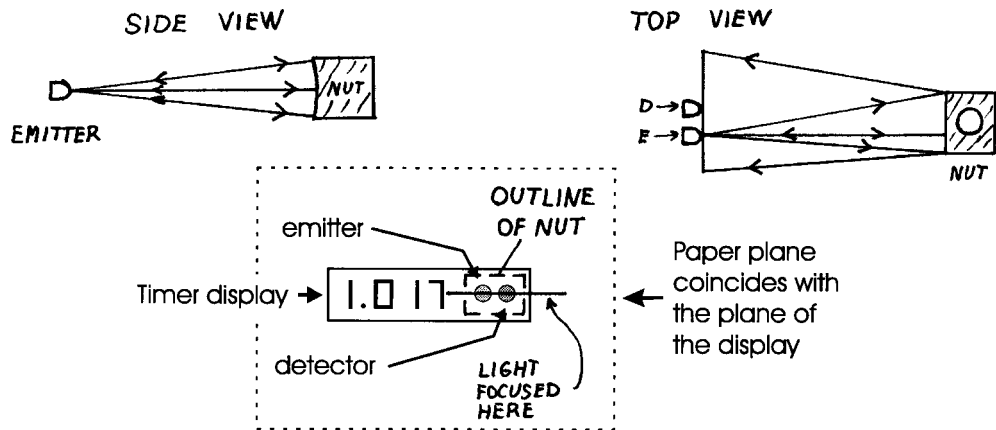 SIDE VIEW
NUT
EMITTER
TOP VIEW
D
E
NUT
OUTLINE
OF NUT
emitter
Timer display
1.017
detector
LIGHT
FOCUSED
HERE
Paper plane
coincides with
the plane of
the display